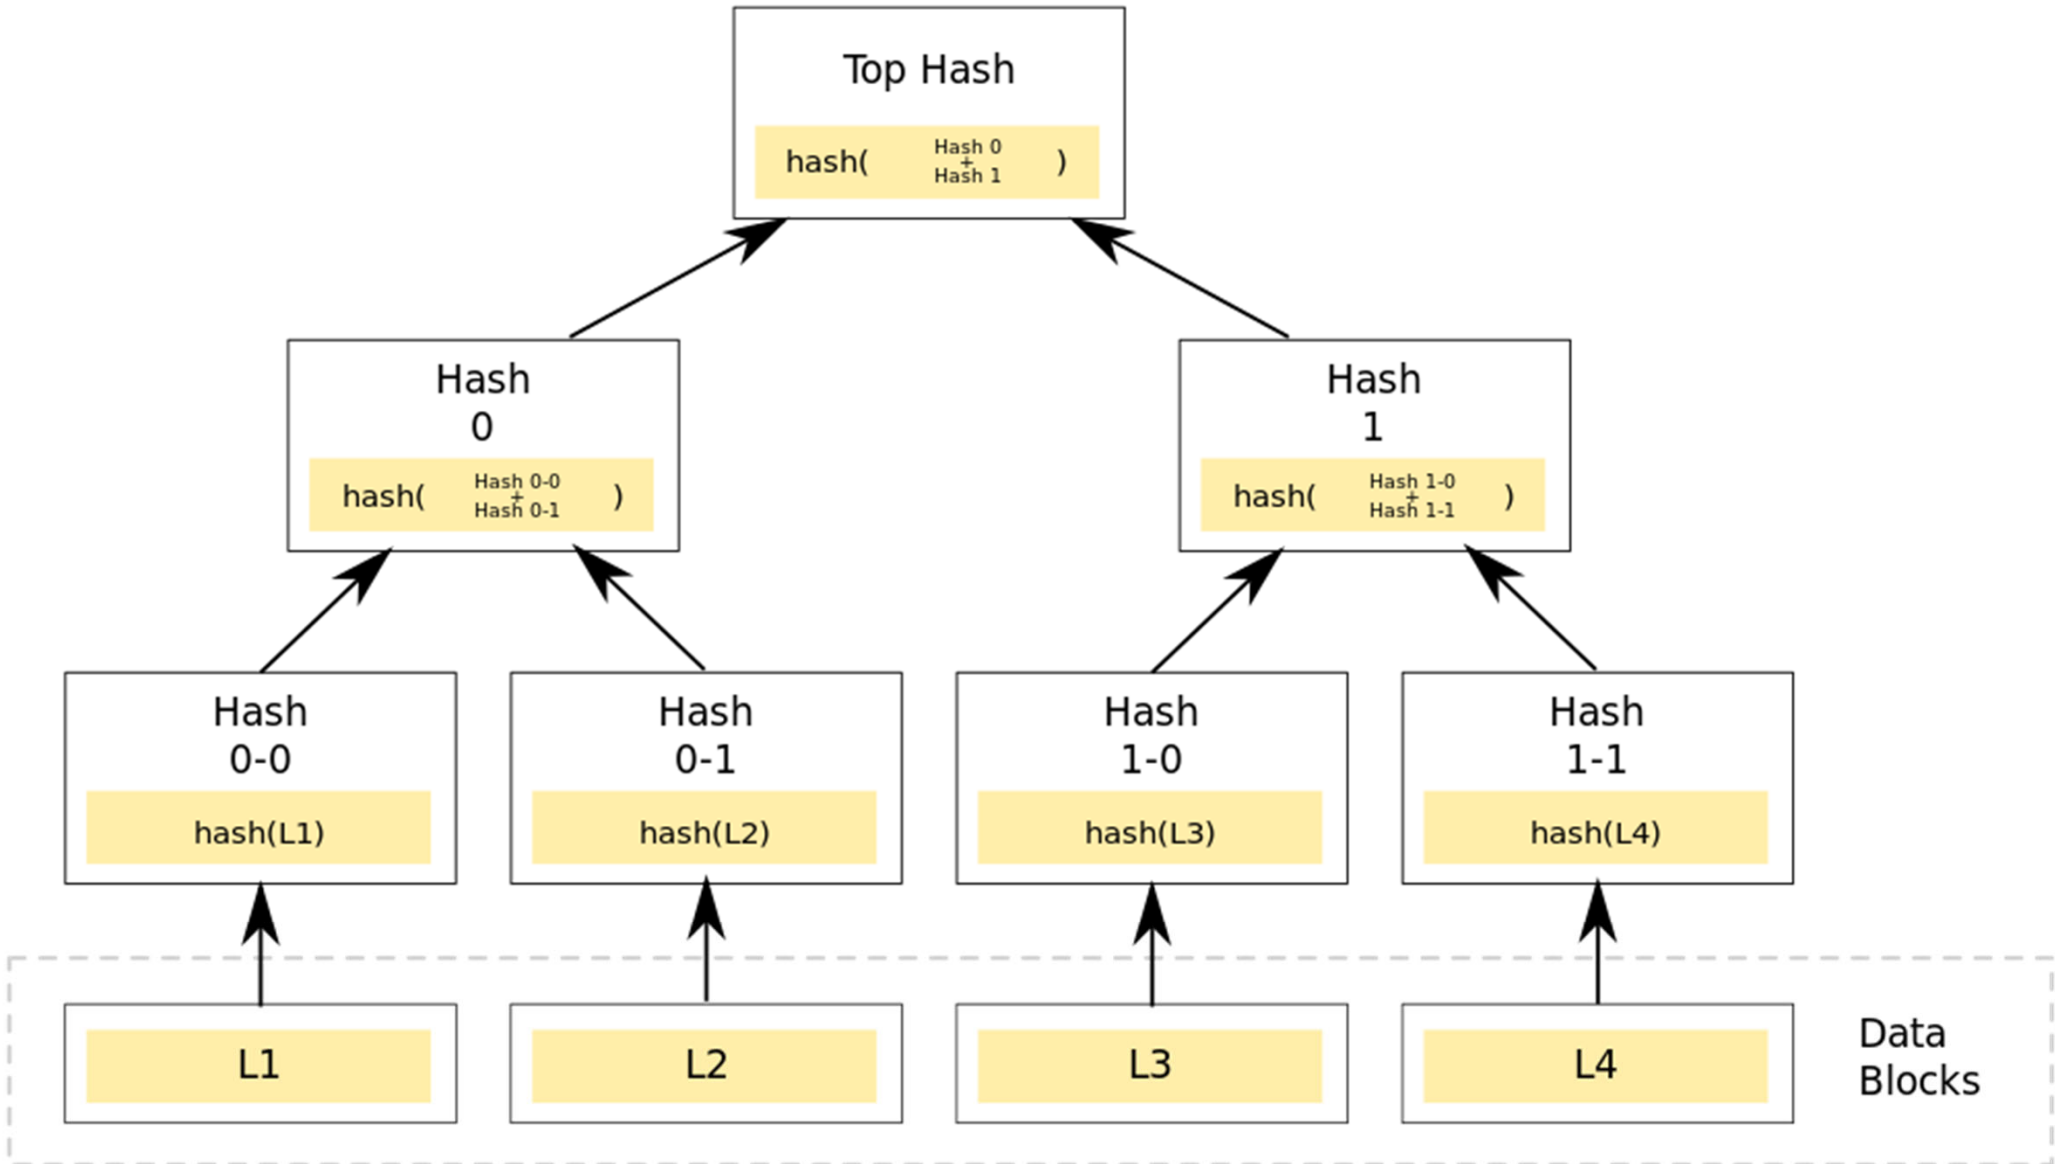 Top Hash
hash( Hash 0 + Hash 1 )
Hash
0
hash( Hash 0-0 + Hash 0-1 )
Hash
1
hash( Hash 1-0 + Hash 1-1 )
Hash
0-0
hash(L1)
Hash
0-1
hash(L2)
Hash
1-0
hash(L3)
Hash
1-1
hash(L4)
L1
L2
L3
L4
Data
Blocks